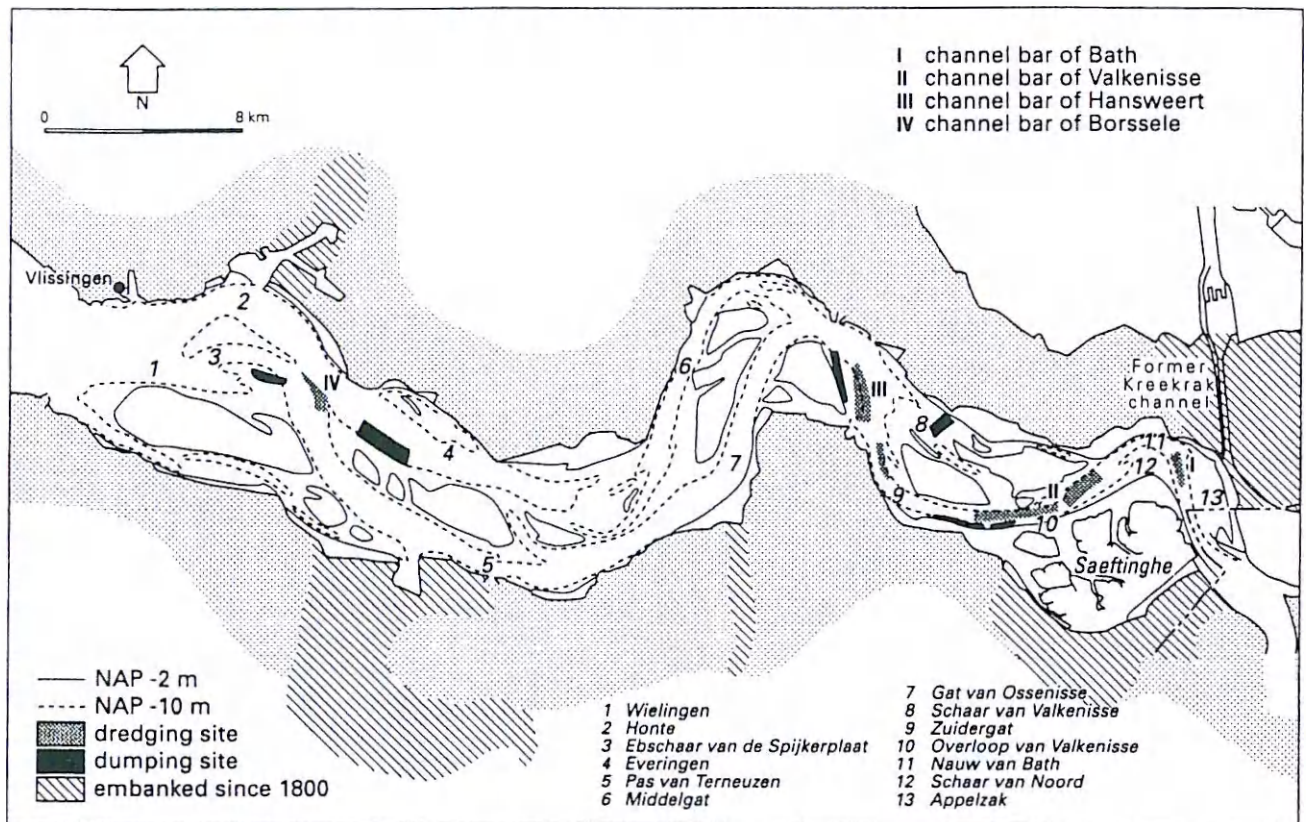 N
0 8 km
I channel bar of Bath
II channel bar of Valkenisse
III channel bar of Hansweert
IV channel bar of Borssele
Vlissingen
2
3
1
IV
4
5
6
7
III
8
9
II
10
11
12
I
13
Former
Kreekrak
channel
Saeftinghe
NAP -2 m
NAP -10 m
dredging site
dumping site
embanked since 1800
1 Wielingen
2 Honte
3 Ebschaar van de Spijkerplaat
4 Everingen
5 Pas van Terneuzen
6 Middelgat
7 Gat van Ossenisse
8 Schaar van Valkenisse
9 Zuidergat
10 Overloop van Valkenisse
11 Nauw van Bath
12 Schaar van Noord
13 Appelzak